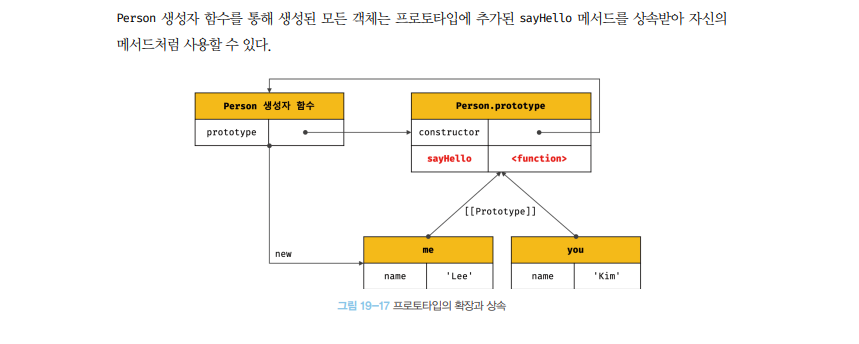 Person 생성자 함수를 통해 생성된 모든 객체는 프로토타입에 추가된 sayHello 메서드를 상속받아 자신의
메서드처럼 사용할 수 있다.
Person 생성자 함수
prototype
Person.prototype
constructor
sayHello
<function>
[[Prototype]]
new
me
name
'Lee'
you
name
'Kim'
그림 19-17 프로토타입의 확장과 상속